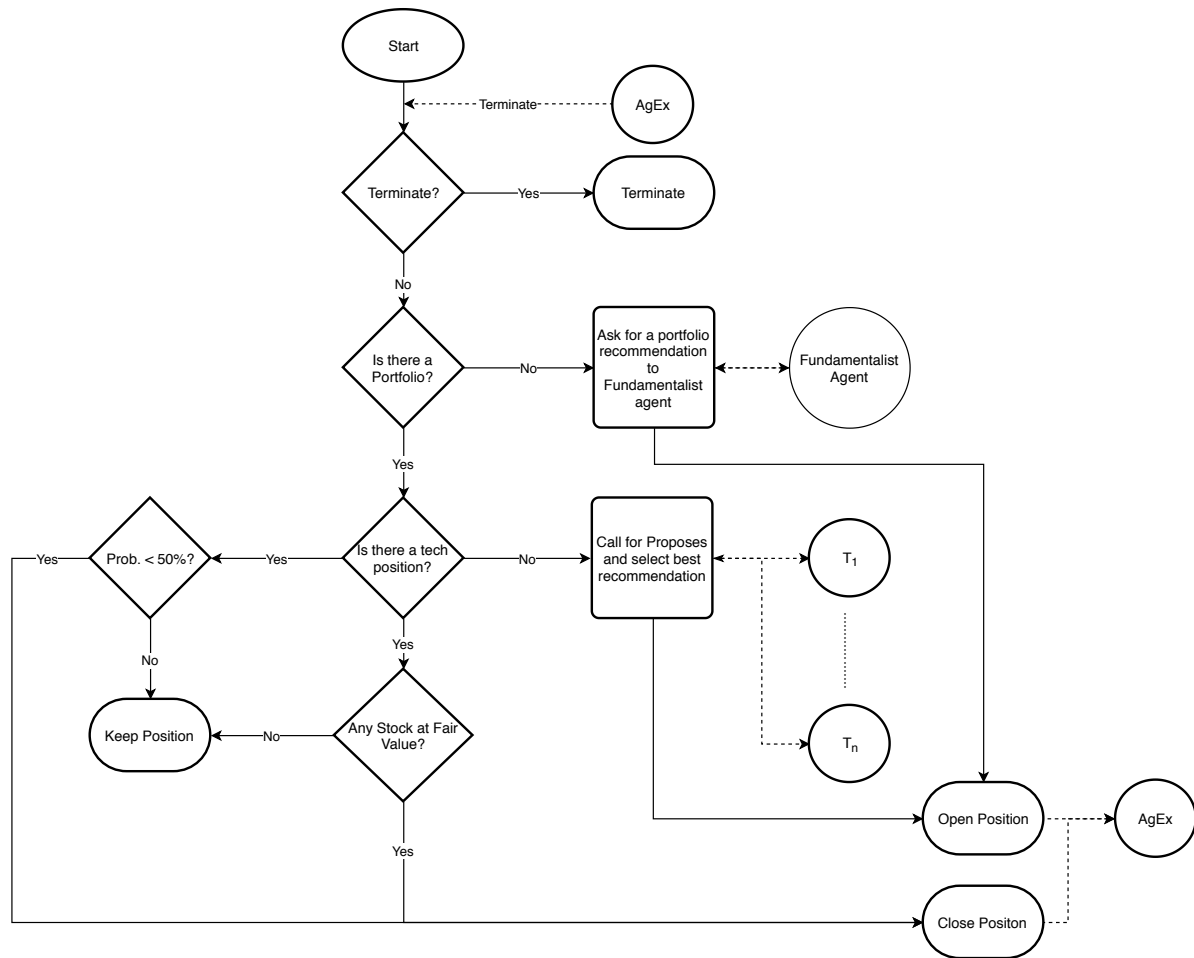 Start
Terminate
AgEx
Terminate?
Yes
Terminate
No
Is there a
Portfolio?
No
Ask for a portfolio
recommendation
to
Fundamentalist
agent
Fundamentalist
Agent
Yes
Yes
Prob. < 50%?
Yes
Is there a tech
position?
No
Call for Proposes
and select best
recommendation
T1
No
Yes
Keep Position
No
Any Stock at Fair
Value?
Tn
Open Position
AgEx
Yes
Close Positon